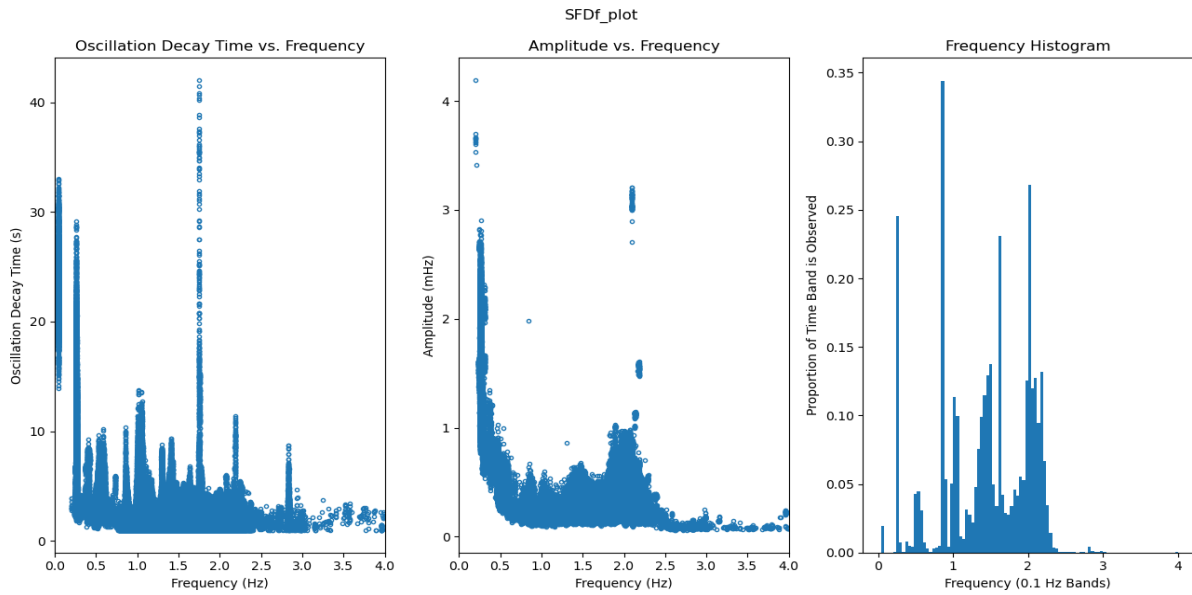 SFDf_plot
Oscillation Decay Time vs. Frequency
Oscillation Decay Time (s)
40
30
20
10
0
0.0 0.5 1.0 1.5 2.0 2.5 3.0 3.5 4.0
Frequency (Hz)
Amplitude vs. Frequency
Amplitude (mHz)
4
3
2
1
0
0.0 0.5 1.0 1.5 2.0 2.5 3.0 3.5 4.0
Frequency (Hz)
Frequency Histogram
Proportion of Time Band is Observed
0.35
0.30
0.25
0.20
0.15
0.10
0.05
0.00
0 1 2 3 4
Frequency (0.1 Hz Bands)